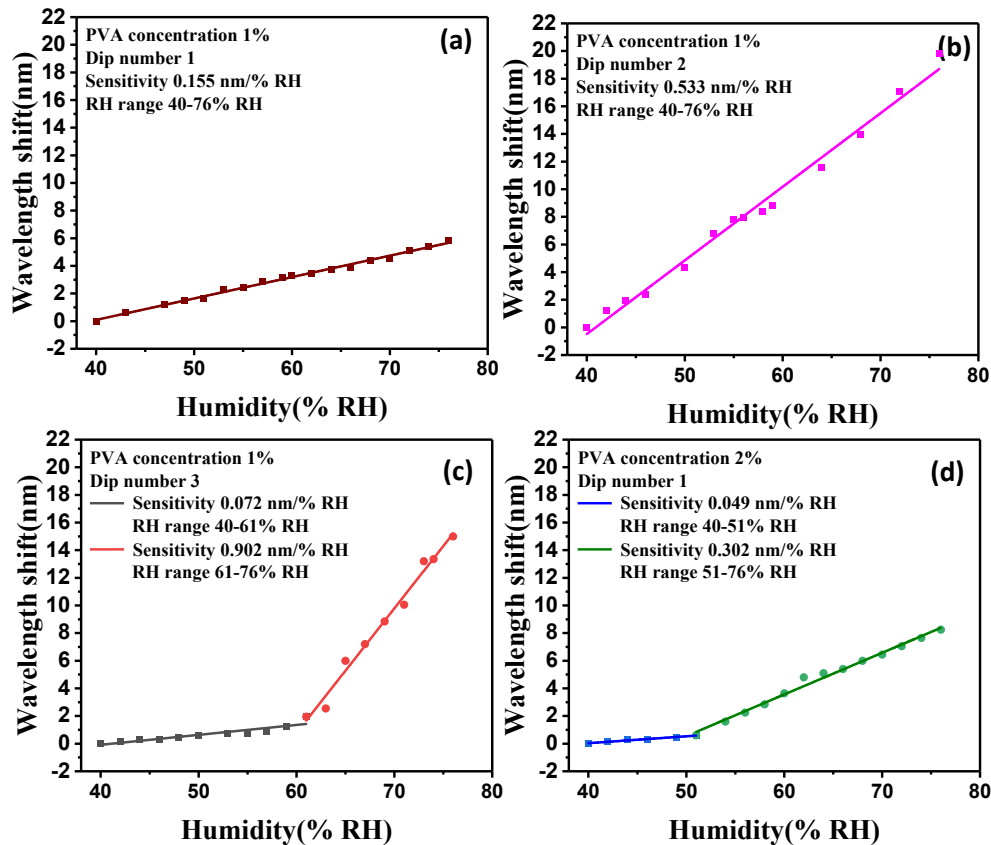 (a)
PVA concentration 1%
Dip number 1
Sensitivity 0.155 nm/% RH
RH range 40-76% RH
Wavelength shift(nm)
22
20
18
16
14
12
10
8
6
4
2
0
-2
40
50
60
70
80
Humidity(% RH)
(b)
PVA concentration 1%
Dip number 2
Sensitivity 0.533 nm/% RH
RH range 40-76% RH
Wavelength shift(nm)
22
20
18
16
14
12
10
8
6
4
2
0
-2
40
50
60
70
80
Humidity(% RH)
(c)
PVA concentration 1%
Dip number 3
Sensitivity 0.072 nm/% RH
RH range 40-61% RH
Sensitivity 0.902 nm/% RH
RH range 61-76% RH
Wavelength shift(nm)
22
20
18
16
14
12
10
8
6
4
2
0
-2
40
50
60
70
80
Humidity(% RH)
(d)
PVA concentration 2%
Dip number 1
Sensitivity 0.049 nm/% RH
RH range 40-51% RH
Sensitivity 0.302 nm/% RH
RH range 51-76% RH
Wavelength shift(nm)
22
20
18
16
14
12
10
8
6
4
2
0
-2
40
50
60
70
80
Humidity(% RH)